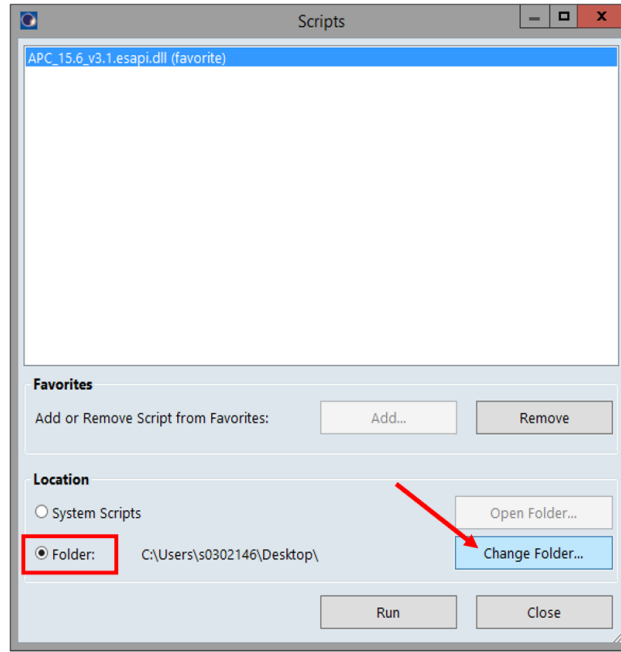 Scripts
APC_15.6_v3.1.esapi.dll (favorite)
Favorites
Add or Remove Script from Favorites: Add... Remove
Location
System Scripts Open Folder...
Folder: C:\Users\s0302146\Desktop\ Change Folder...
Run Close